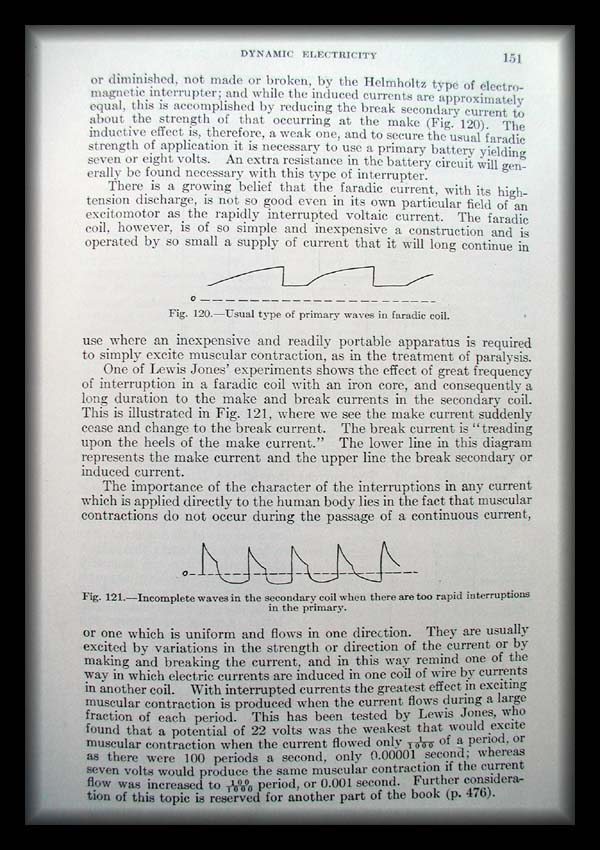 DYNAMIC ELECTRICITY 151
or diminished, not made or broken, by the Helmholtz type of electro-
magnetic interrupter; and while the induced currents are approximately
equal, this is accomplished by reducing the break secondary current to
about the strength of that occurring at the make (Fig. 120). The
inductive effect is, therefore, a weak one, and to secure the usual faradic
strength of application it is necessary to use a primary battery yielding
seven or eight volts. An extra resistance in the battery circuit will gen-
erally be found necessary with this type of interrupter.
There is a growing belief that the faradic current, with its high-
tension discharge, is not so good even in its own particular field of an
excitomotor as the rapidly interrupted voltaic current. The faradic
coil, however, is of so simple and inexpensive a construction and is
operated by so small a supply of current that it will long continue in
o
Fig. 120.—Usual type of primary waves in faradic coil.
use where an inexpensive and readily portable apparatus is required
to simply excite muscular contraction, as in the treatment of paralysis.
One of Lewis Jones' experiments shows the effect of great frequency
of interruption in a faradic coil with an iron core, and consequently a
long duration to the make and break currents in the secondary coil.
This is illustrated in Fig. 121, where we see the make current suddenly
cease and change to the break current. The break current is "treading
upon the heels of the make current." The lower line in this diagram
represents the make current and the upper line the break secondary or
induced current.
The importance of the character of the interruptions in any current
which is applied directly to the human body lies in the fact that muscular
contractions do not occur during the passage of a continuous current,
o
Fig. 121.—Incomplete waves in the secondary coil when there are too rapid interruptions
in the primary.
or one which is uniform and flows in one direction. They are usually
excited by variations in the strength or direction of the current or by
making and breaking the current, and in this way remind one of the
way in which electric currents are induced in one coil of wire by currents
in another coil. With interrupted currents the greatest effect in exciting
muscular contraction is produced when the current flows during a large
fraction of each period. This has been tested by Lewis Jones, who
found that a potential of 22 volts was the weakest that would excite
muscular contraction when the current flowed only 1/1000 of a period, or
as there were 100 periods a second, only 0.00001 second; whereas
seven volts would produce the same muscular contraction if the current
flow was increased to 100/1000 period, or 0.001 second. Further considera-
tion of this topic is reserved for another part of the book (p. 476).